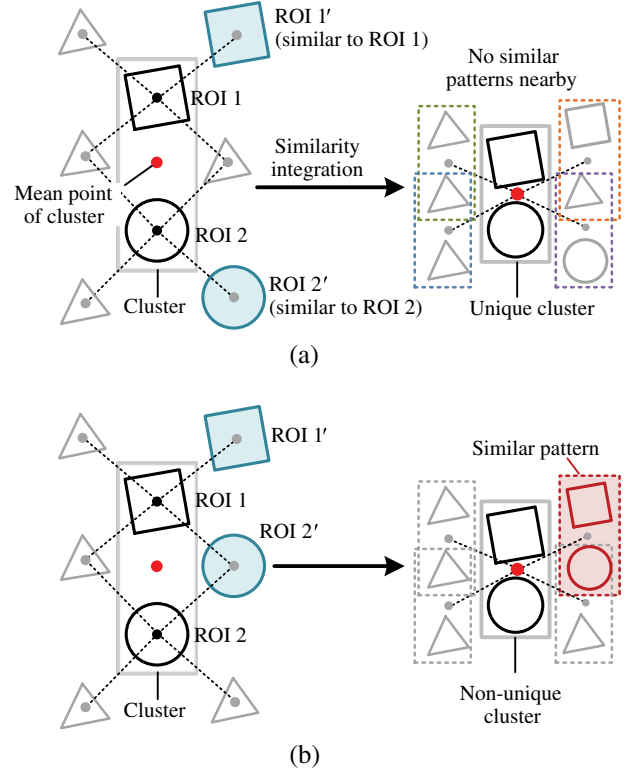 ROI 1′
(similar to ROI 1)
ROI 1
Mean point
of cluster
ROI 2
Cluster
ROI 2′
(similar to ROI 2)
Similarity
integration
No similar
patterns nearby
Unique cluster
(a)
ROI 1′
ROI 1
ROI 2′
ROI 2
Cluster
Similar pattern
Non-unique
cluster
(b)